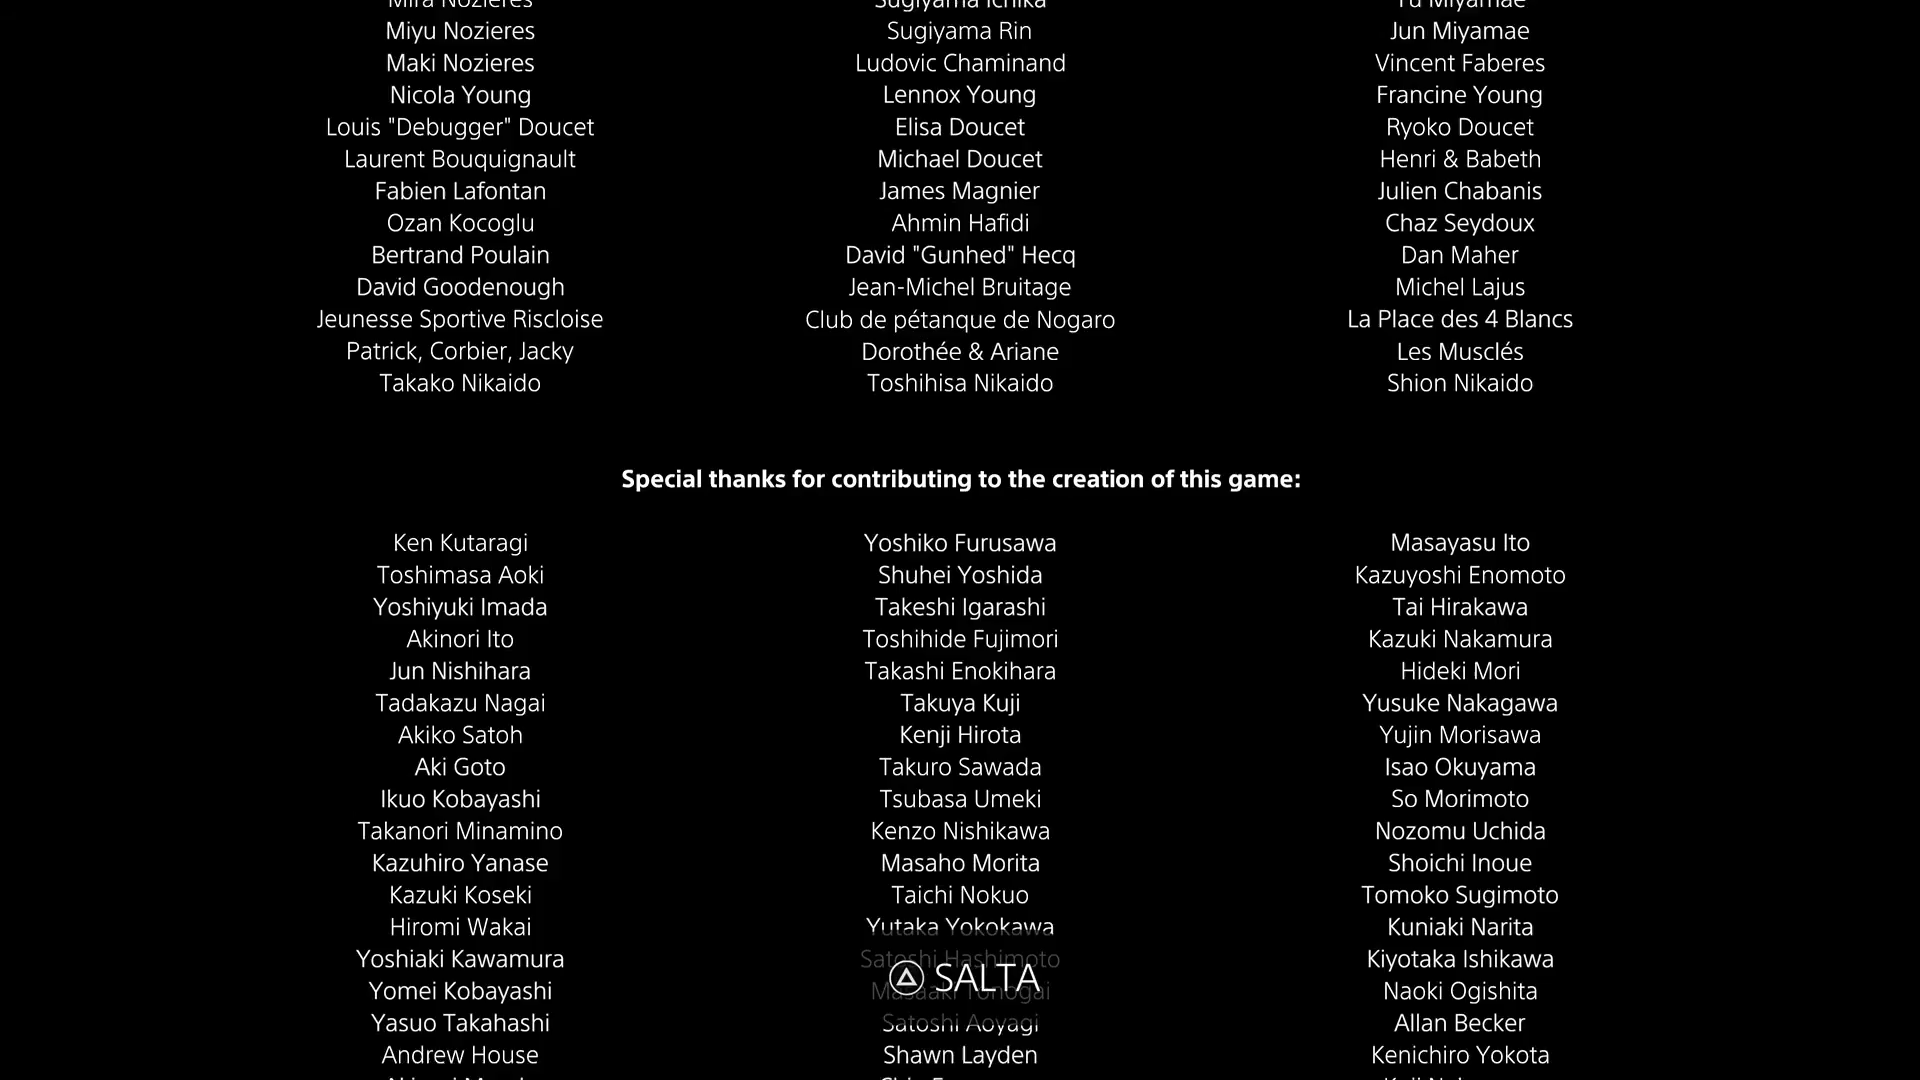 Mira Nozieres Sugiyama Ichika Yu Miyamae
Miyu Nozieres Sugiyama Rin Jun Miyamae
Maki Nozieres Ludovic Chaminand Vincent Faberes
Nicola Young Lennox Young Francine Young
Louis "Debugger" Doucet Elisa Doucet Ryoko Doucet
Laurent Bouquignault Michael Doucet Henri & Babeth
Fabien Lafontan James Magnier Julien Chabanis
Ozan Kocoglu Ahmin Hafidi Chaz Seydoux
Bertrand Poulain David "Gunhed" Hecq Dan Maher
David Goodenough Jean-Michel Bruitage Michel Lajus
Jeunesse Sportive Riscloise Club de pétanque de Nogaro La Place des 4 Blancs
Patrick, Corbier, Jacky Dorothée & Ariane Les Musclés
Takako Nikaido Toshihisa Nikaido Shion Nikaido
Special thanks for contributing to the creation of this game:
Ken Kutaragi Yoshiko Furusawa Masayasu Ito
Toshimasa Aoki Shuhei Yoshida Kazuyoshi Enomoto
Yoshiyuki Imada Takeshi Igarashi Tai Hirakawa
Akinori Ito Toshihide Fujimori Kazuki Nakamura
Jun Nishihara Takashi Enokihara Hideki Mori
Tadakazu Nagai Takuya Kuji Yusuke Nakagawa
Akiko Satoh Kenji Hirota Yujin Morisawa
Aki Goto Takuro Sawada Isao Okuyama
Ikuo Kobayashi Tsubasa Umeki So Morimoto
Takanori Minamino Kenzo Nishikawa Nozomu Uchida
Kazuhiro Yanase Masaho Morita Shoichi Inoue
Kazuki Koseki Taichi Nokuo Tomoko Sugimoto
Hiromi Wakai Yutaka Yokokawa Kuniaki Narita
Yoshiaki Kawamura Satoshi Hashimoto Kiyotaka Ishikawa
SALTA
Yomei Kobayashi Masaaki Tonogai Naoki Ogishita
Yasuo Takahashi Satoshi Aoyagi Allan Becker
Andrew House Shawn Layden Kenichiro Yokota